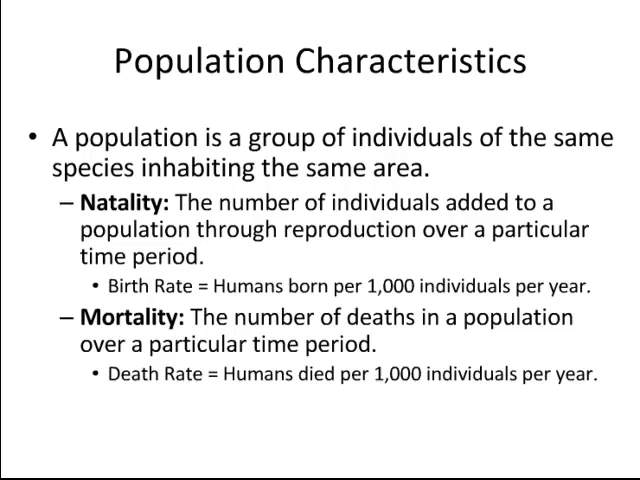 Population Characteristics
• A population is a group of individuals of the same
species inhabiting the same area.
– Natality: The number of individuals added to a
population through reproduction over a particular
time period.
• Birth Rate = Humans born per 1,000 individuals per year.
– Mortality: The number of deaths in a population
over a particular time period.
• Death Rate = Humans died per 1,000 individuals per year.